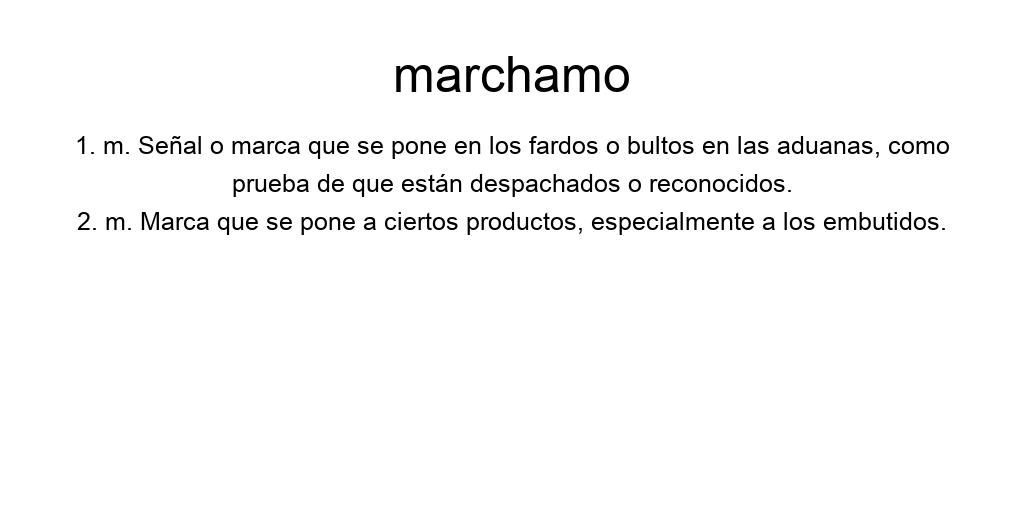 marchamo
1. m. Señal o marca que se pone en los fardos o bultos en las aduanas, como
prueba de que están despachados o reconocidos.
2. m. Marca que se pone a ciertos productos, especialmente a los embutidos.